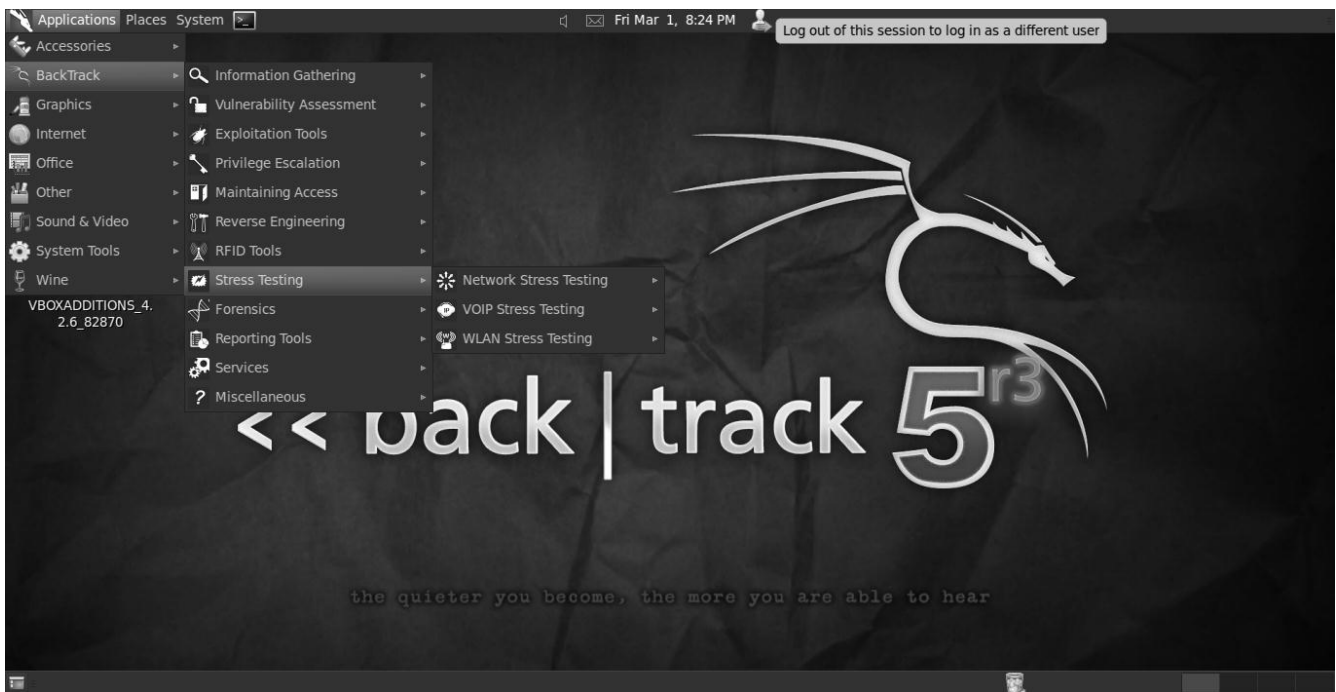 Applications Places System
Fri Mar 1, 8:24 PM
Log out of this session to log in as a different user
Accessories
BackTrack
Graphics
Internet
Office
Other
Sound & Video
System Tools
Wine
Information Gathering
Vulnerability Assessment
Exploitation Tools
Privilege Escalation
Maintaining Access
Reverse Engineering
RFID Tools
Stress Testing
Forensics
Reporting Tools
Services
Miscellaneous
Network Stress Testing
VOIP Stress Testing
WLAN Stress Testing
VBOXADDITIONS_4.
2.6_82870
<< back | track 5 r3
the quieter you become, the more you are able to hear